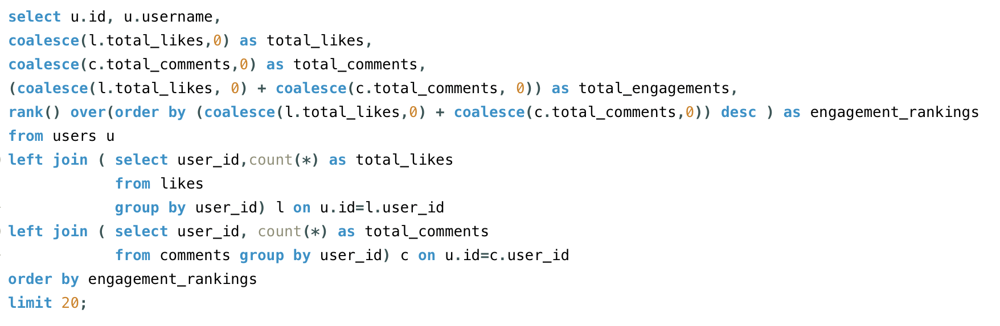 select u.id, u.username,
coalesce(l.total_likes,0) as total_likes,
coalesce(c.total_comments,0) as total_comments,
(coalesce(l.total_likes, 0) + coalesce(c.total_comments, 0)) as total_engagements,
rank() over(order by (coalesce(l.total_likes,0) + coalesce(c.total_comments,0)) desc ) as engagement_rankings
from users u
left join ( select user_id,count(*) as total_likes
from likes
group by user_id) l on u.id=l.user_id
left join ( select user_id, count(*) as total_comments
from comments group by user_id) c on u.id=c.user_id
order by engagement_rankings
limit 20;